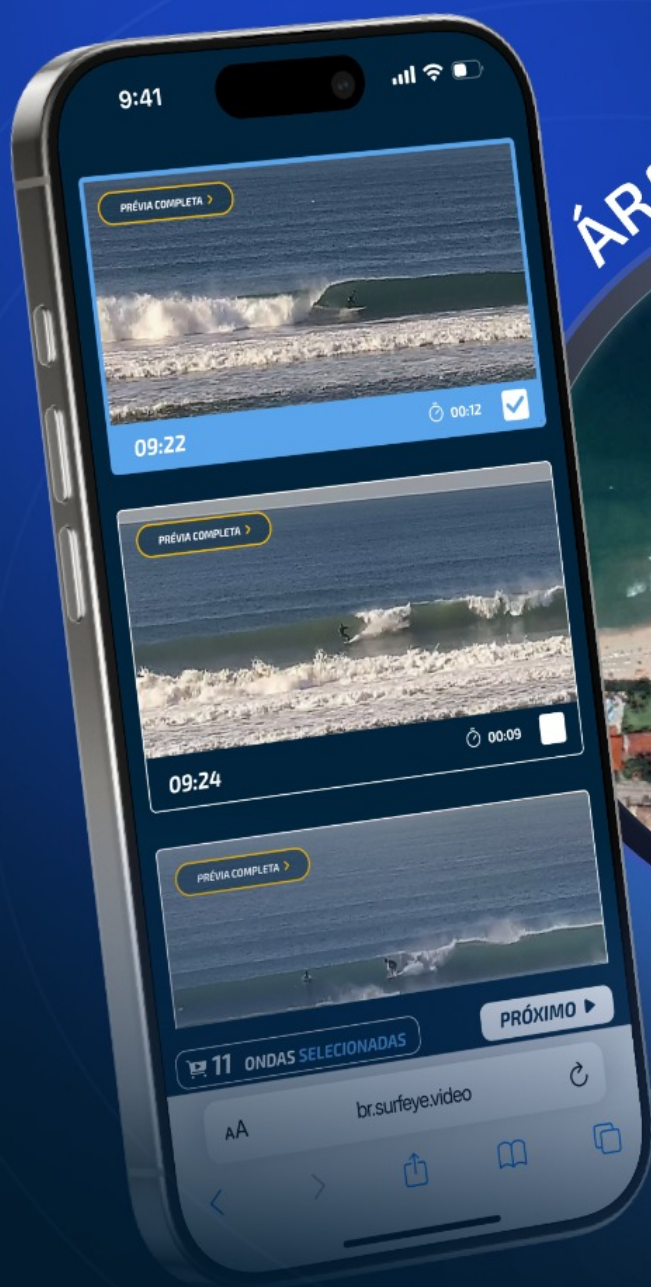 9:41
PRÉVIA COMPLETA >
09:22
00:12
PRÉVIA COMPLETA >
09:24
00:09
PRÉVIA COMPLETA >
11 ONDAS SELECIONADAS
PRÓXIMO
AA
br.surfeye.video